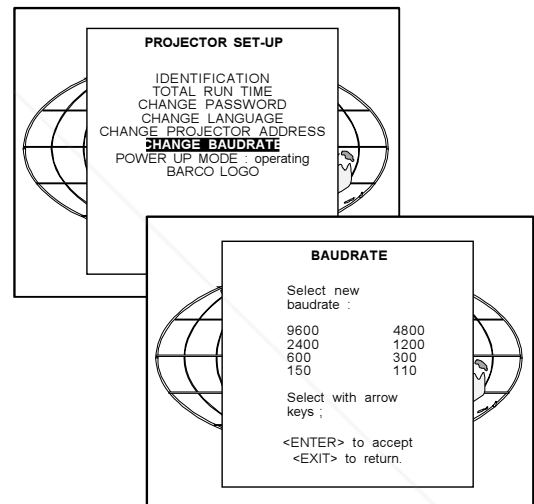 PROJECTOR SET-UP
IDENTIFICATION
TOTAL RUN TIME
CHANGE PASSWORD
CHANGE LANGUAGE
CHANGE PROJECTOR ADDRESS
CHANGE BAUDRATE
POWER UP MODE : operating
BARCO LOGO
BAUDRATE
Select new
baudrate :
9600 4800
2400 1200
600 300
150 110
Select with arrow
keys ;
<ENTER> to accept
<EXIT> to return.